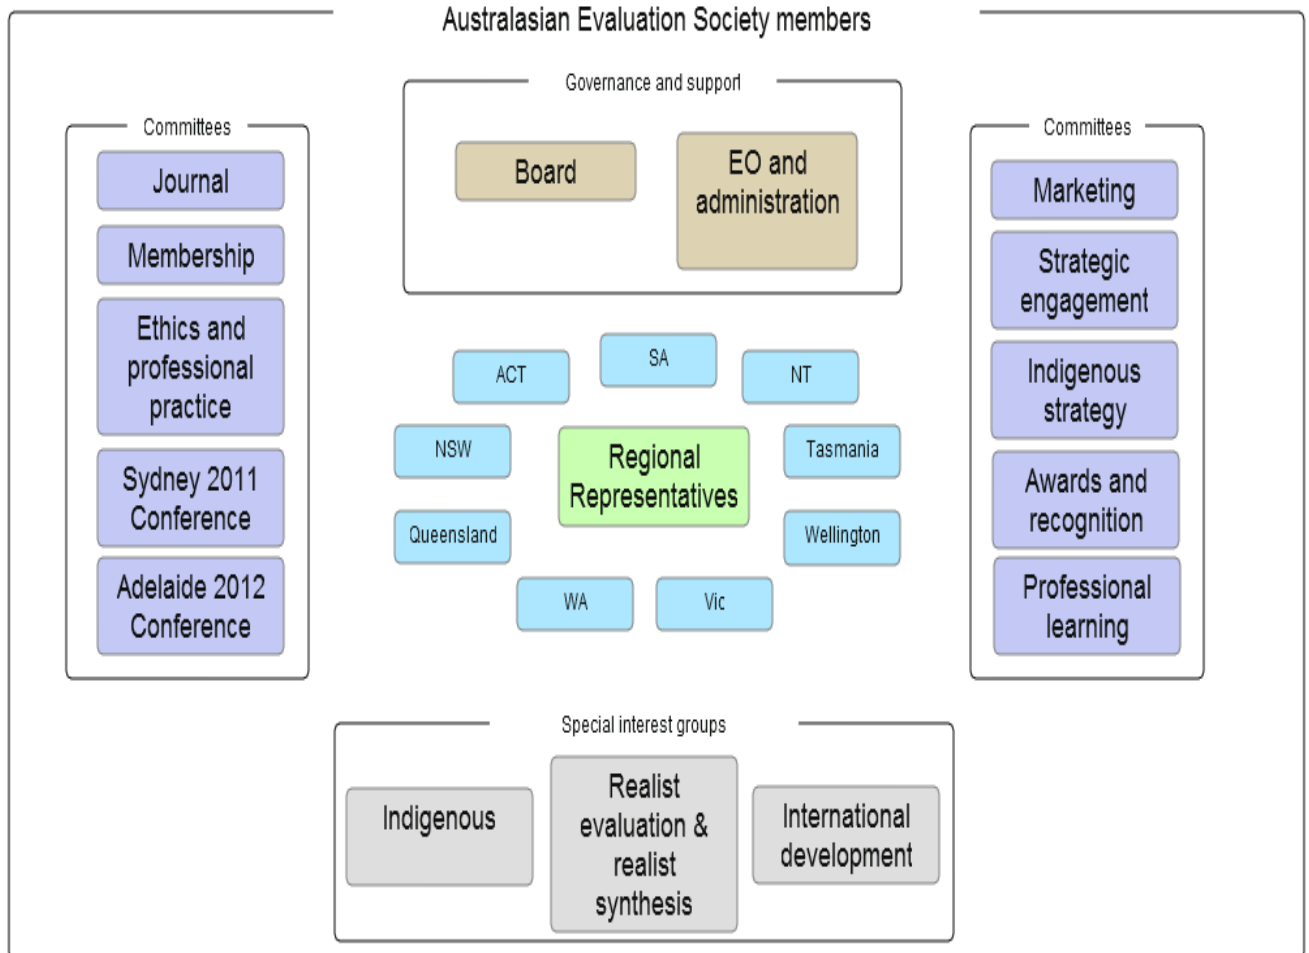 Australasian Evaluation Society members
Governance and support
Board
EO and
administration
Committees
Journal
Membership
Ethics and
professional
practice
Sydney 2011
Conference
Adelaide 2012
Conference
ACT
SA
NT
NSW
Regional
Representatives
Tasmania
Queensland
Wellington
WA
Vic
Committees
Marketing
Strategic
engagement
Indigenous
strategy
Awards and
recognition
Professional
learning
Special interest groups
Indigenous
Realist
evaluation &
realist
synthesis
International
development